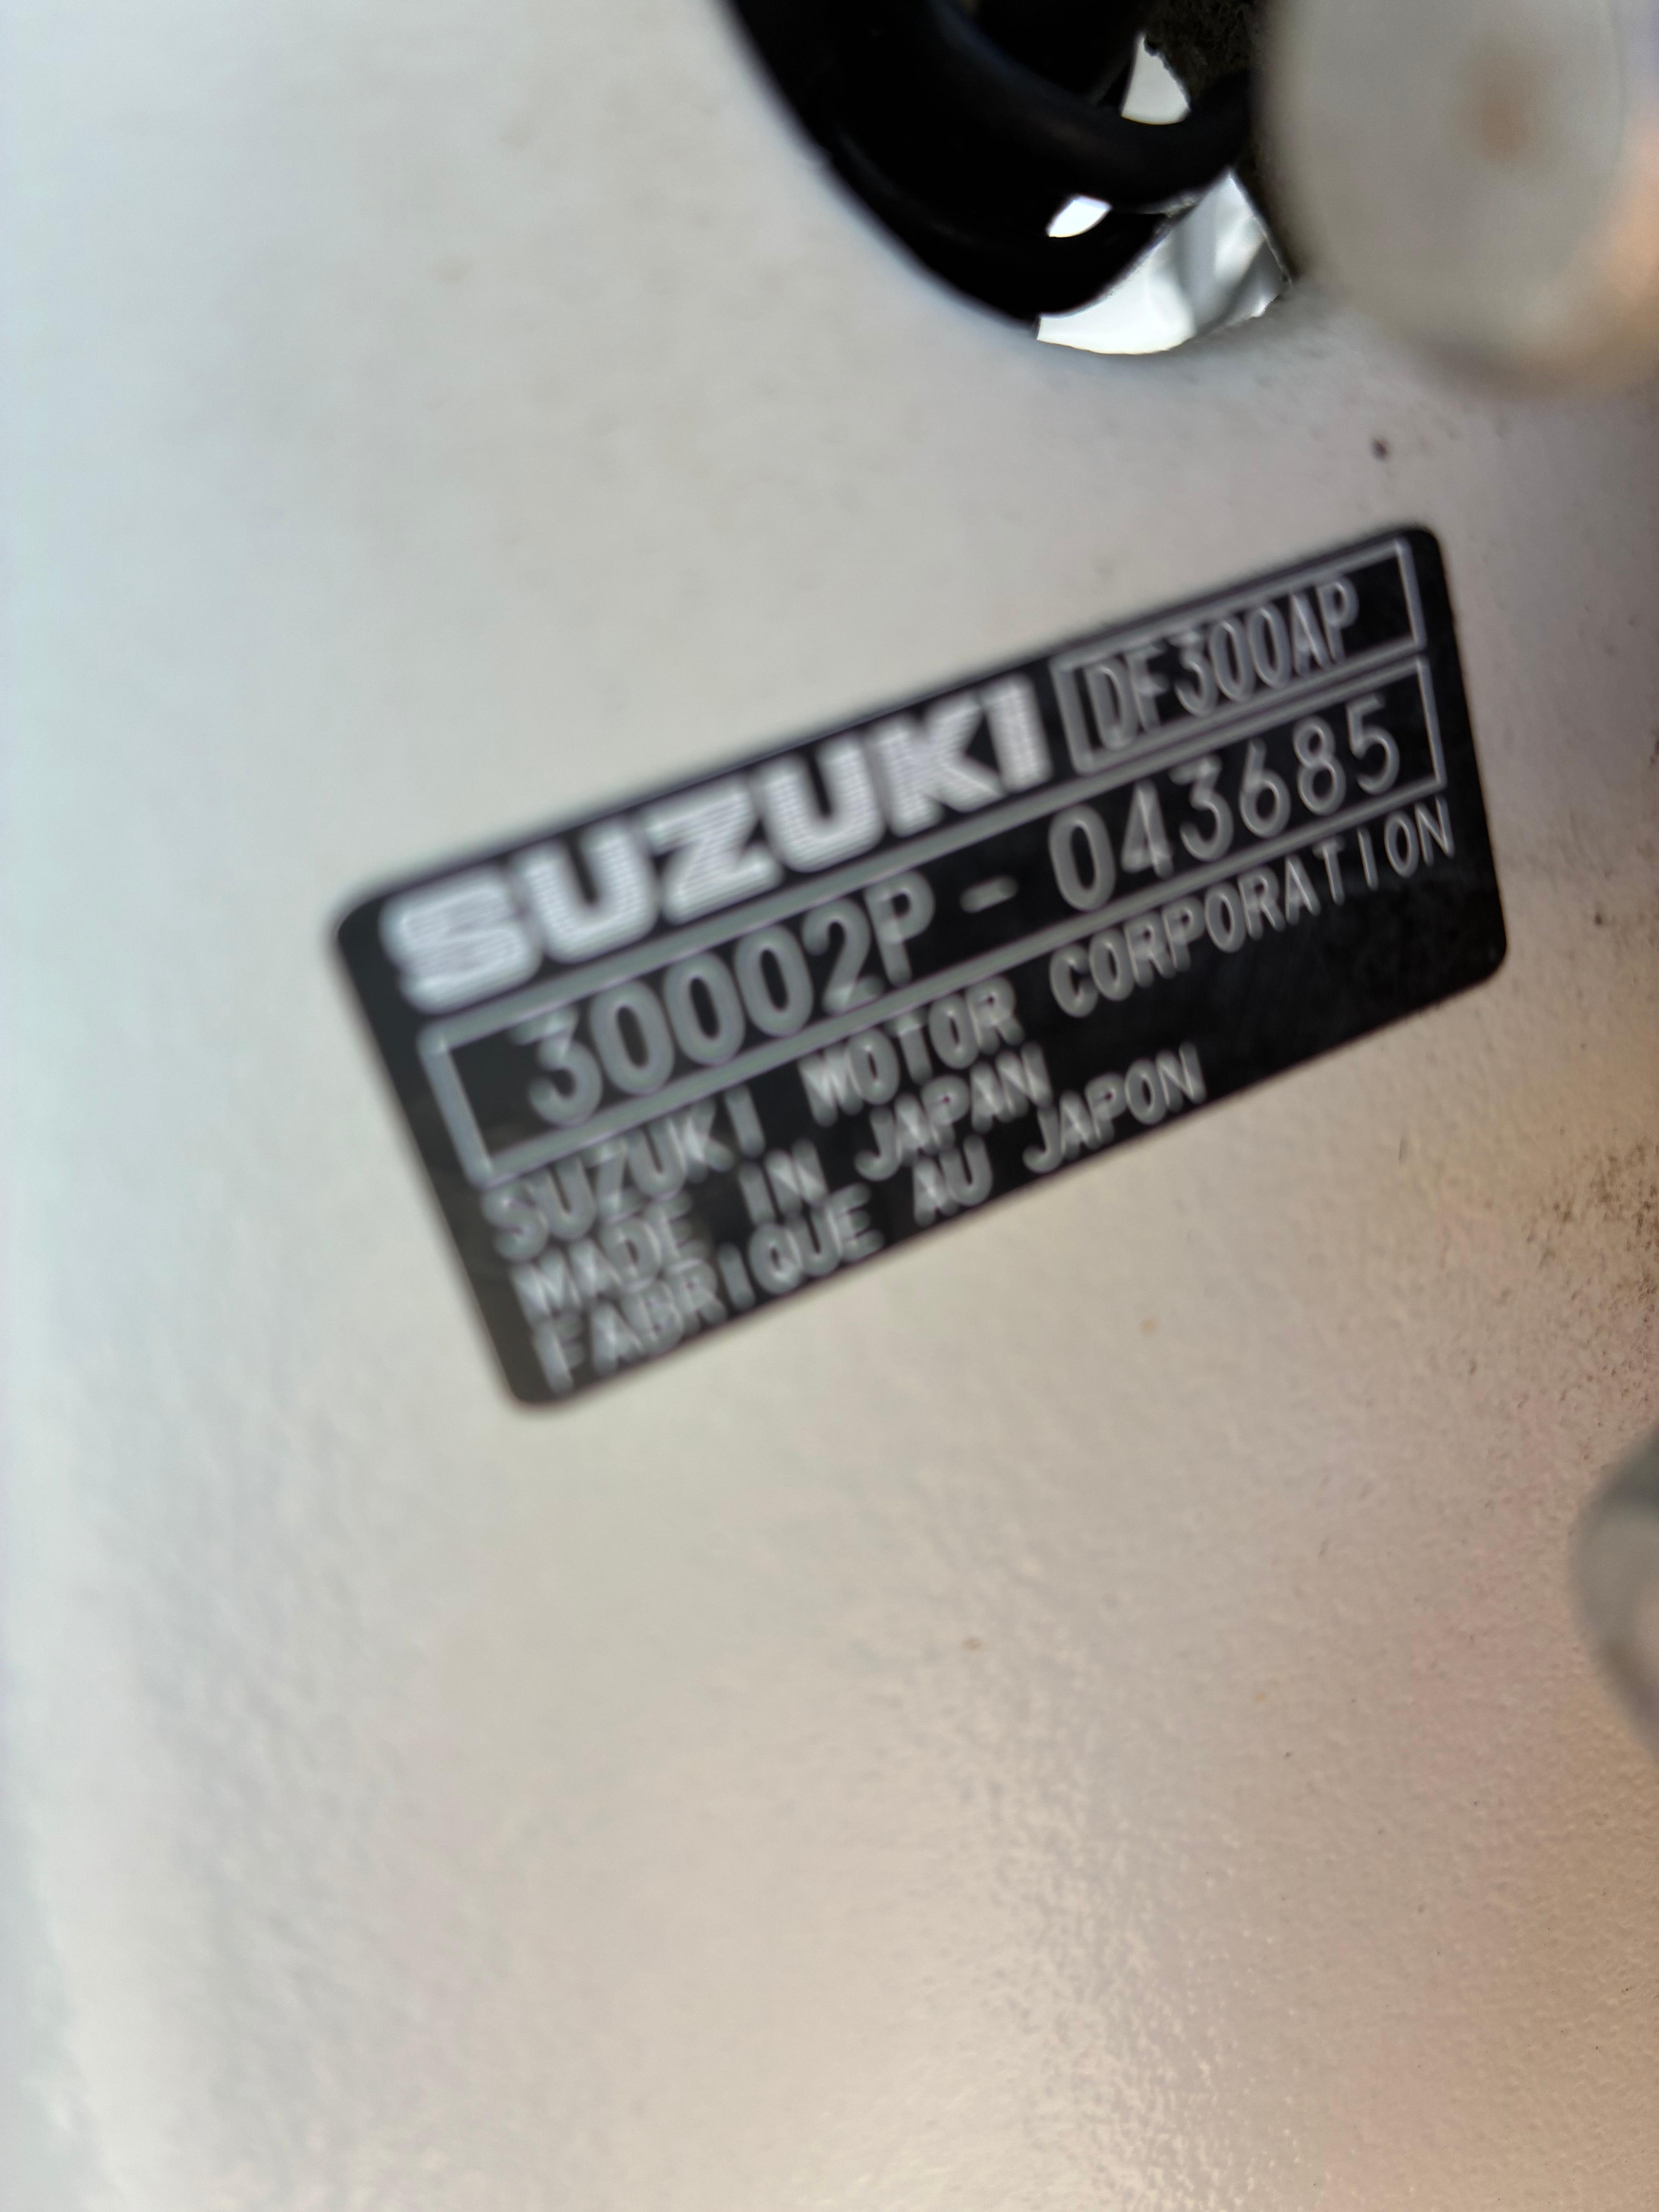 SUZUKI DF300AP
30002P-043685
SUZUKI MOTOR CORPORATION
MADE IN JAPAN
FABRIQUE AU JAPON